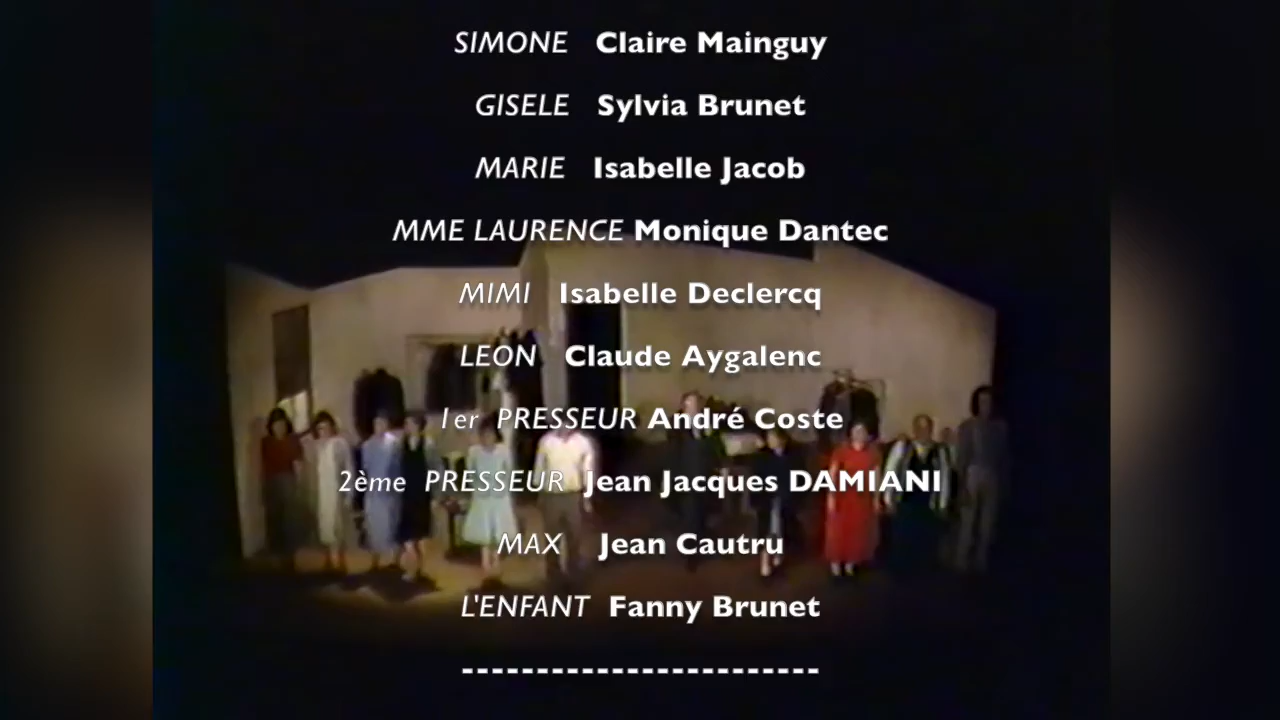 SIMONE Claire Mainguy
GISELE Sylvia Brunet
MARIE Isabelle Jacob
MME LAURENCE Monique Dantec
MIMI Isabelle Declercq
LEON Claude Aygalenc
1er PRESSEUR André Coste
2ème PRESSEUR Jean Jacques DAMIANI
MAX Jean Cautru
L'ENFANT Fanny Brunet
------------------------